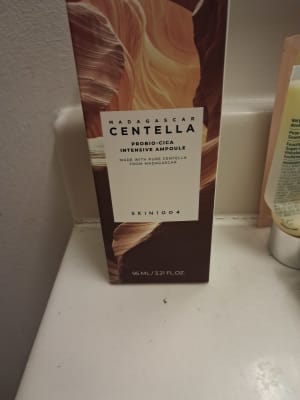 MADAGASCAR
CENTELLA
PROBIO-CICA
INTENSIVE AMPOULE
MADE WITH PURE CENTELLA
FROM MADAGASCAR
SKIN1004
95 ML / 3.21 FL.OZ.